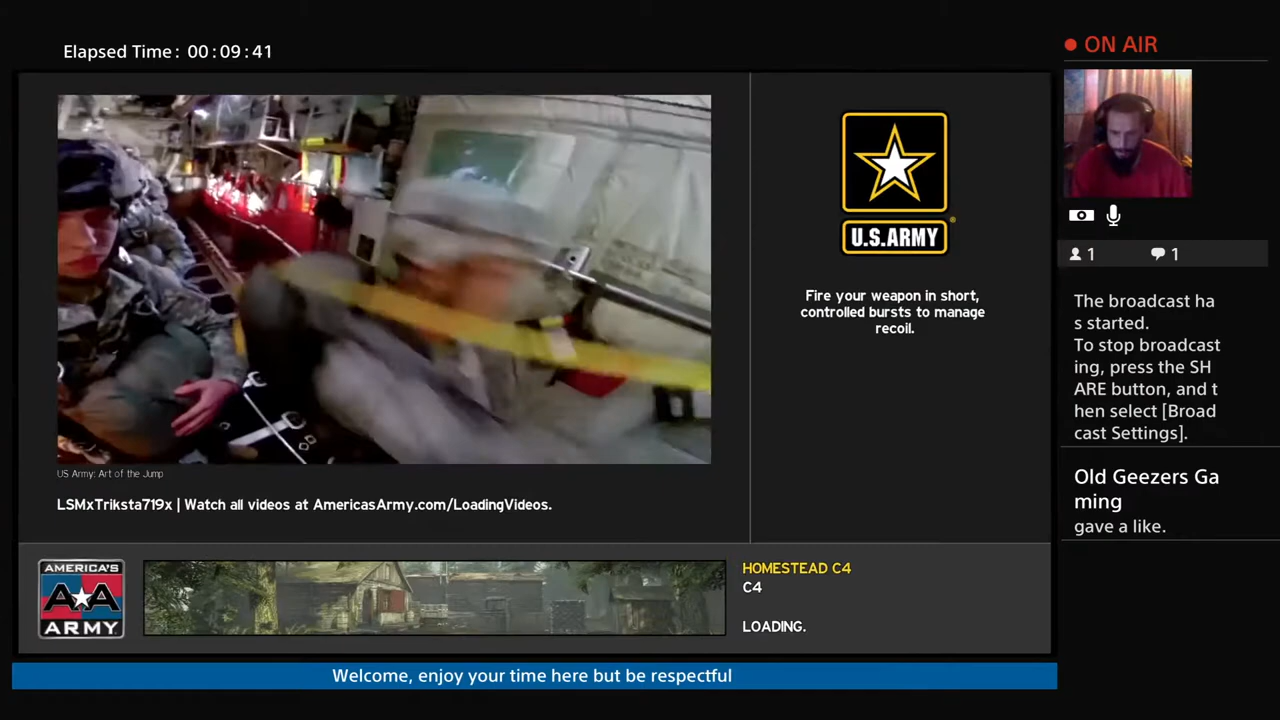 Elapsed Time: 00:09:41
ON AIR
U.S.ARMY
Fire your weapon in short,
controlled bursts to manage
recoil.
1
1
The broadcast ha
s started.
To stop broadcast
ing, press the SH
ARE button, and t
hen select [Broad
cast Settings].
Old Geezers Ga
ming
gave a like.
US Army: Art of the Jump
LSMxTriksta719x | Watch all videos at AmericasArmy.com/LoadingVideos.
AMERICA'S
AA
ARMY
HOMESTEAD C4
C4
LOADING.
Welcome, enjoy your time here but be respectful